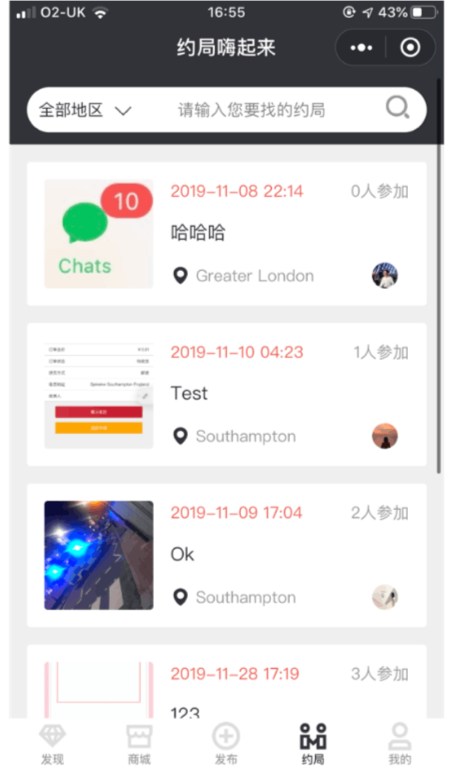 O2-UK 16:55 43%
约局嗨起来
全部地区 请输入您要找的约局
10
Chats
2019-11-08 22:14 0人参加
哈哈哈
Greater London
2019-11-10 04:23 1人参加
Test
Southampton
2019-11-09 17:04 2人参加
Ok
Southampton
2019-11-28 17:19 3人参加
123
发现 商城 发布 约局 我的